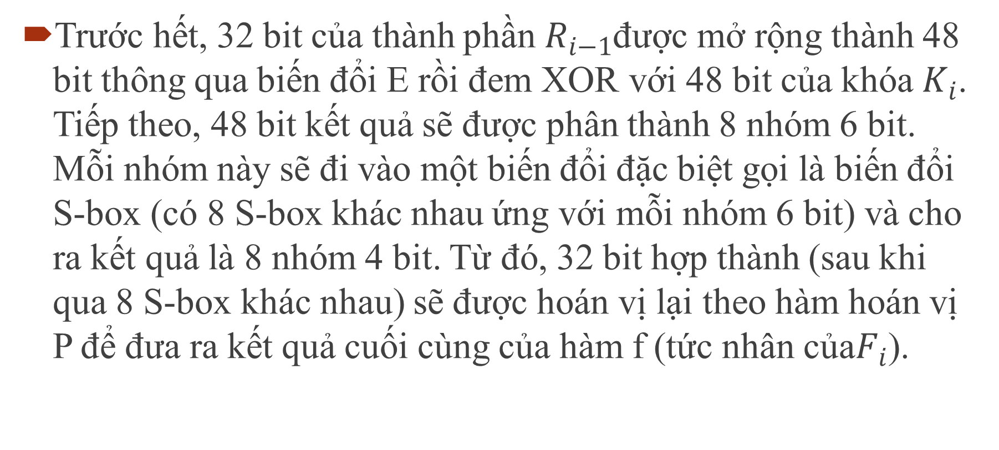 Trước hết, 32 bit của thành phần R_{i-1}được mở rộng thành 48
bit thông qua biến đổi E rồi đem XOR với 48 bit của khóa K_i.
Tiếp theo, 48 bit kết quả sẽ được phân thành 8 nhóm 6 bit.
Mỗi nhóm này sẽ đi vào một biến đổi đặc biệt gọi là biến đổi
S-box (có 8 S-box khác nhau ứng với mỗi nhóm 6 bit) và cho
ra kết quả là 8 nhóm 4 bit. Từ đó, 32 bit hợp thành (sau khi
qua 8 S-box khác nhau) sẽ được hoán vị lại theo hàm hoán vị
P để đưa ra kết quả cuối cùng của hàm f (tức nhân củaF_i).